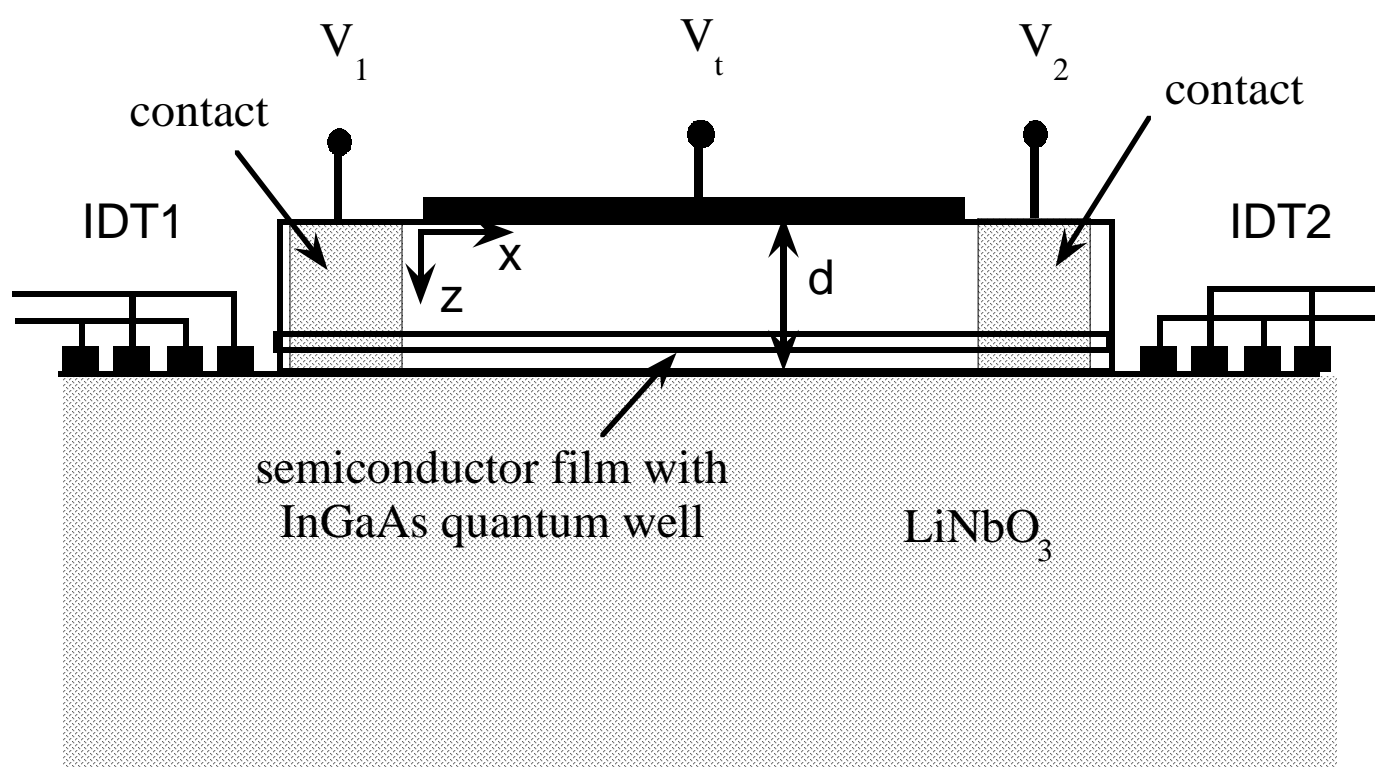 V1
Vt
V2
contact
contact
IDT1
IDT2
x
z
d
semiconductor film with
InGaAs quantum well
LiNbO3